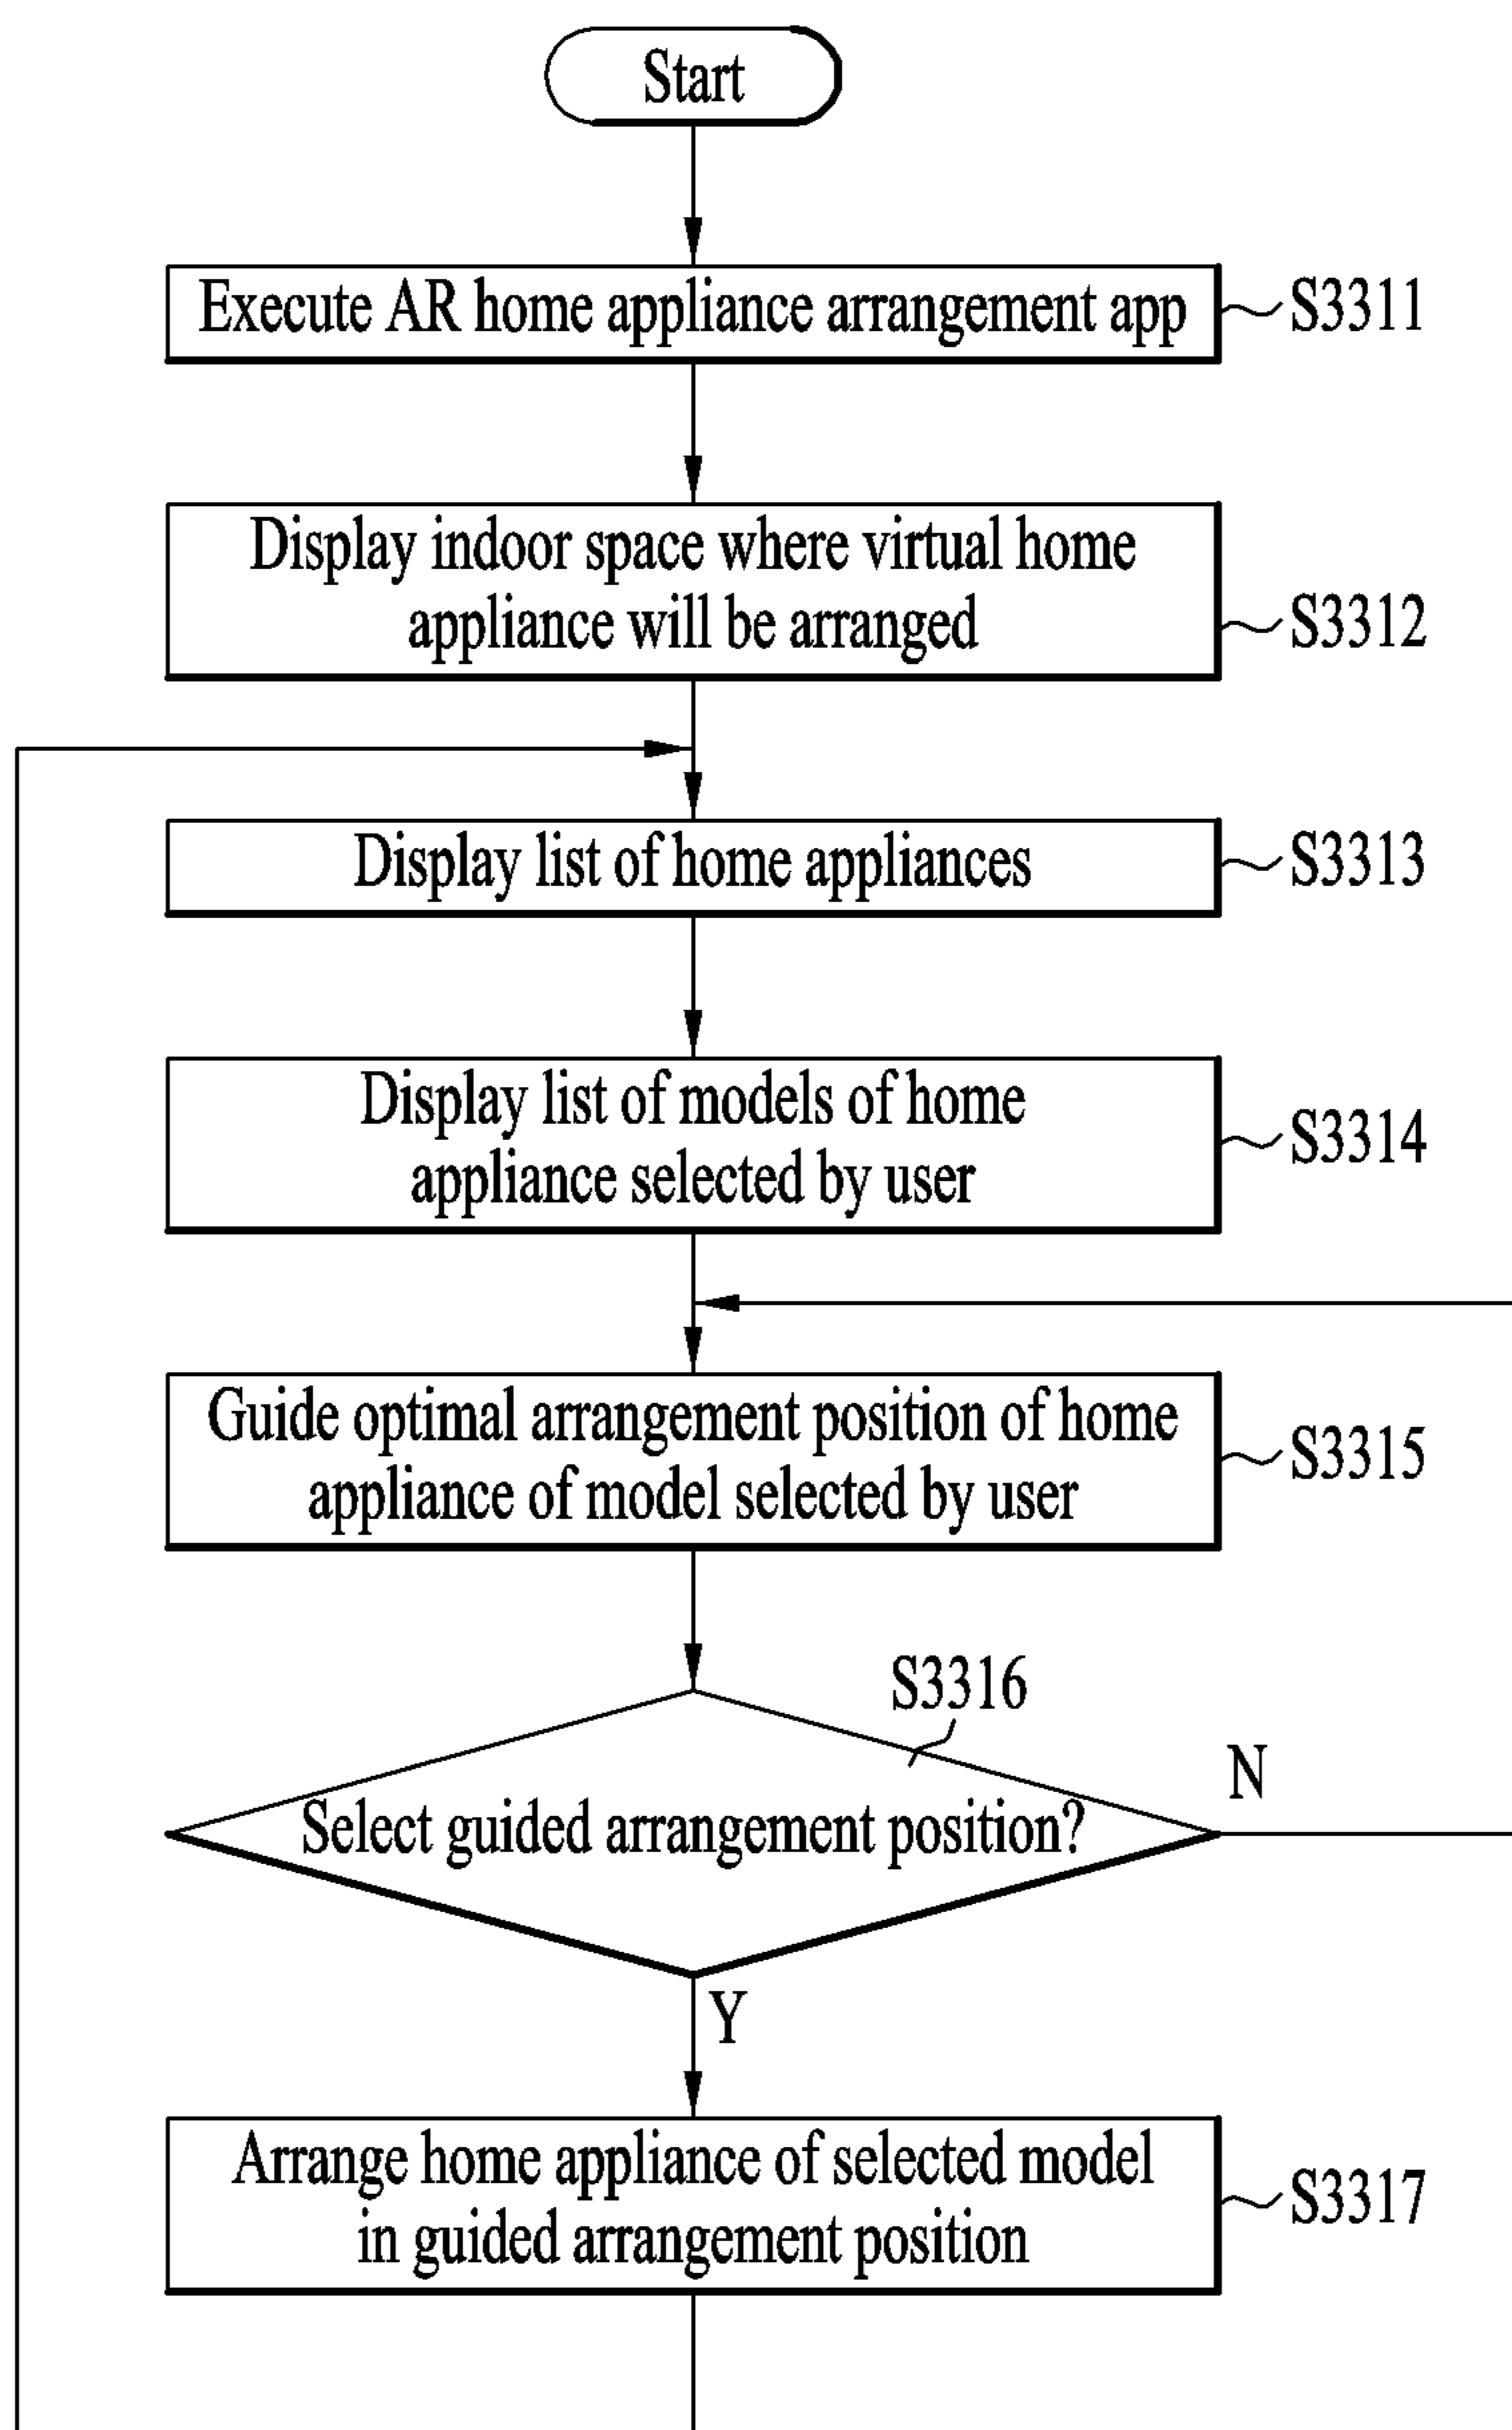 Start
Execute AR home appliance arrangement app
S3311
Display indoor space where virtual home
appliance will be arranged
S3312
Display list of home appliances
S3313
Display list of models of home
appliance selected by user
S3314
Guide optimal arrangement position of home
appliance of model selected by user
S3315
S3316
Select guided arrangement position?
N
Y
Arrange home appliance of selected model
in guided arrangement position
S3317